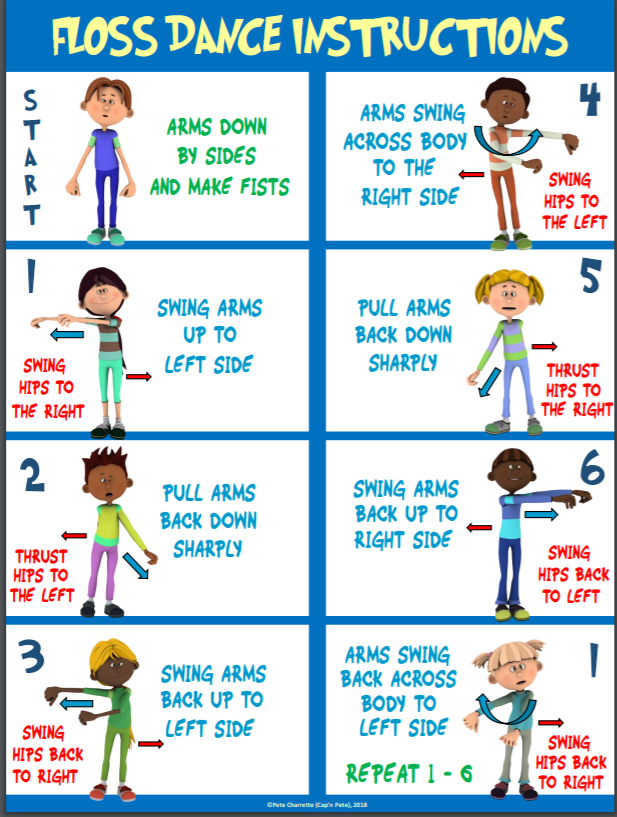 FLOSS DANCE INSTRUCTIONS
START
ARMS DOWN
BY SIDES
AND MAKE FISTS
1
SWING ARMS
UP TO
LEFT SIDE
SWING
HIPS TO
THE RIGHT
2
PULL ARMS
BACK DOWN
SHARPLY
THRUST
HIPS TO
THE LEFT
3
SWING ARMS
BACK UP TO
LEFT SIDE
SWING
HIPS BACK
TO RIGHT
4
ARMS SWING
ACROSS BODY
TO THE
RIGHT SIDE
SWING
HIPS TO
THE LEFT
5
PULL ARMS
BACK DOWN
SHARPLY
THRUST
HIPS TO
THE RIGHT
6
SWING ARMS
BACK UP TO
RIGHT SIDE
SWING
HIPS BACK
TO LEFT
1
ARMS SWING
BACK ACROSS
BODY TO
LEFT SIDE
SWING
HIPS BACK
TO RIGHT
REPEAT 1 - 6
©Pete Charrette (Cap'n Pete), 2018